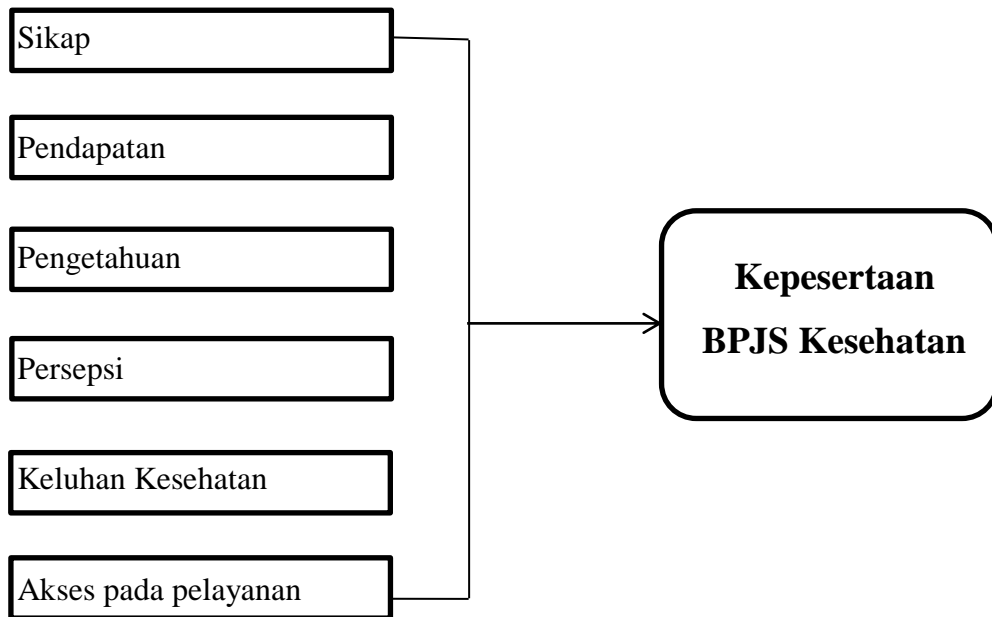 Sikap
Pendapatan
Pengetahuan
Persepsi
Keluhan Kesehatan
Akses pada pelayanan
Kepesertaan
BPJS Kesehatan